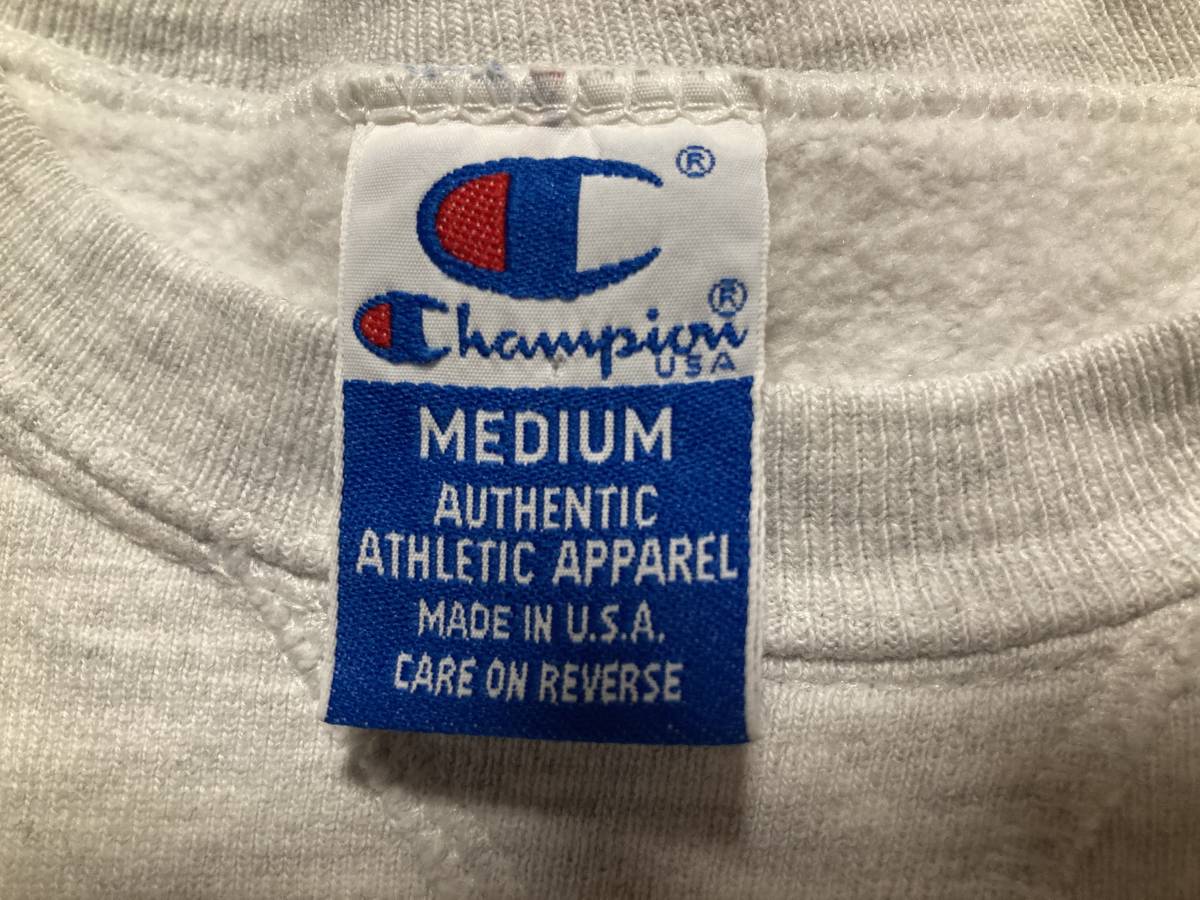 ®
Champion®
USA
MEDIUM
AUTHENTIC
ATHLETIC APPAREL
MADE IN U.S.A.
CARE ON REVERSE